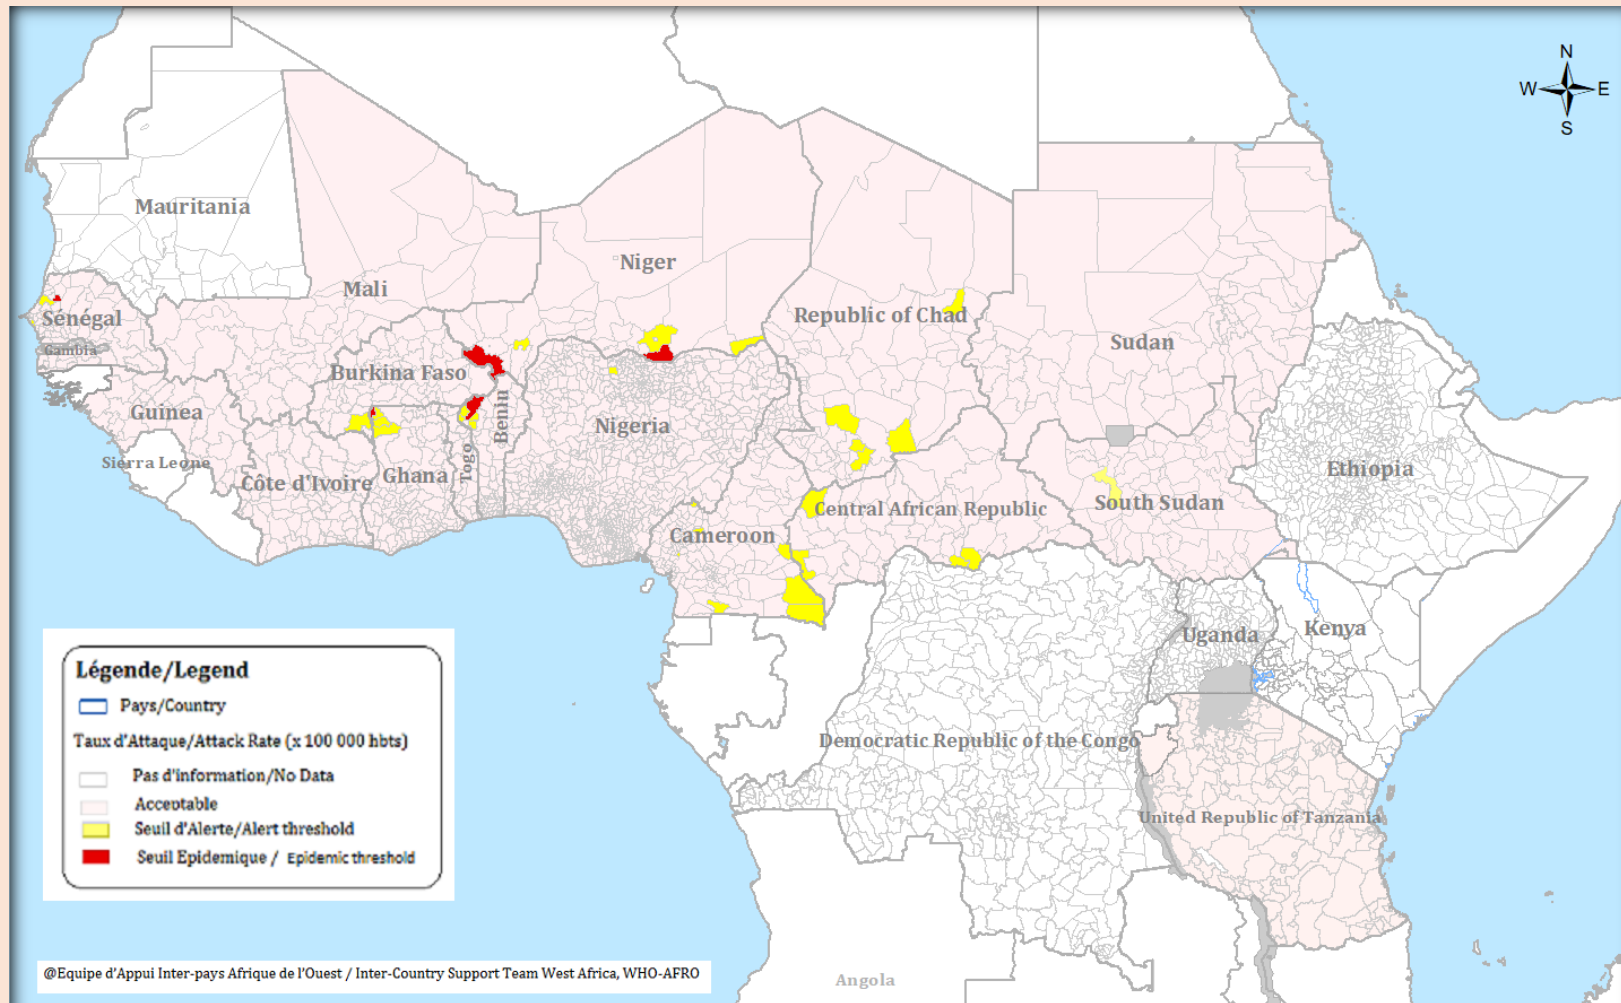 N
W E
S
Mauritania
Niger
Mali
Republic of Chad
Sénégal
Sudan
Gambia
Burkina Faso
Guinea
Benin
Nigeria
Togo
Sierra Leone
Côte d'Ivoire
Ghana
Ethiopia
Central African Republic
South Sudan
Cameroon
Uganda
Kenya
Democratic Republic of the Congo
United Republic of Tanzania
Angola
Légende/Legend
Pays/Country
Taux d'Attaque/Attack Rate (x 100 000 hbts)
Pas d'information/No Data
Acceptable
Seuil d'Alerte/Alert threshold
Seuil Epidemique / Epidemic threshold
@Equipe d'Appui Inter-pays Afrique de l'Ouest / Inter-Country Support Team West Africa, WHO-AFRO